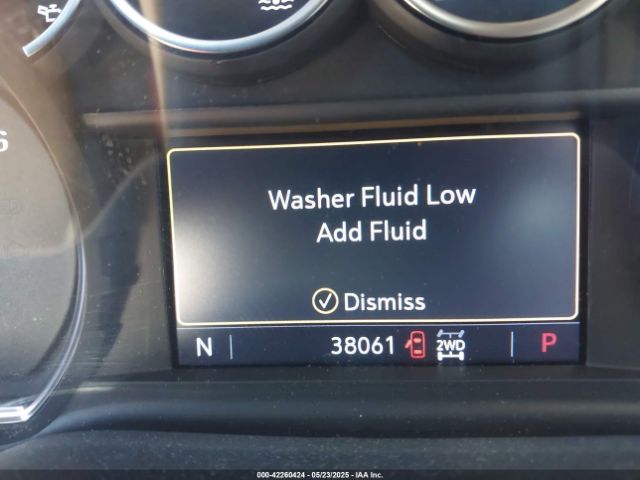 Washer Fluid Low
Add Fluid
Dismiss
N 38061 2WD P
000-42260424 - 05/23/2025 - IAA Inc.